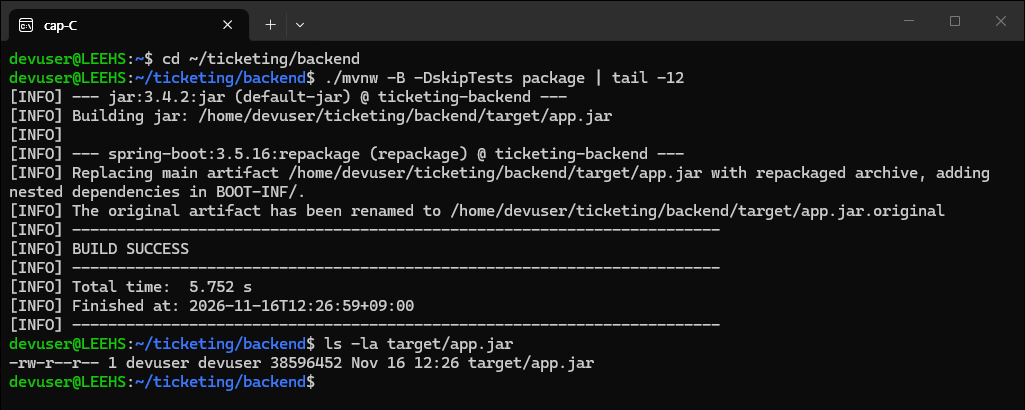 cap-C
devuser@LEEHS:~$ cd ~/ticketing/backend
devuser@LEEHS:~/ticketing/backend$ ./mvnw -B -DskipTests package | tail -12
[INFO] --- jar:3.4.2:jar (default-jar) @ ticketing-backend ---
[INFO] Building jar: /home/devuser/ticketing/backend/target/app.jar
[INFO]
[INFO] --- spring-boot:3.5.16:repackage (repackage) @ ticketing-backend ---
[INFO] Replacing main artifact /home/devuser/ticketing/backend/target/app.jar with repackaged archive, adding
nested dependencies in BOOT-INF/.
[INFO] The original artifact has been renamed to /home/devuser/ticketing/backend/target/app.jar.original
[INFO] ------------------------------------------------------------------------
[INFO] BUILD SUCCESS
[INFO] ------------------------------------------------------------------------
[INFO] Total time:  5.752 s
[INFO] Finished at: 2026-11-16T12:26:59+09:00
[INFO] ------------------------------------------------------------------------
devuser@LEEHS:~/ticketing/backend$ ls -la target/app.jar
-rw-r--r-- 1 devuser devuser 38596452 Nov 16 12:26 target/app.jar
devuser@LEEHS:~/ticketing/backend$